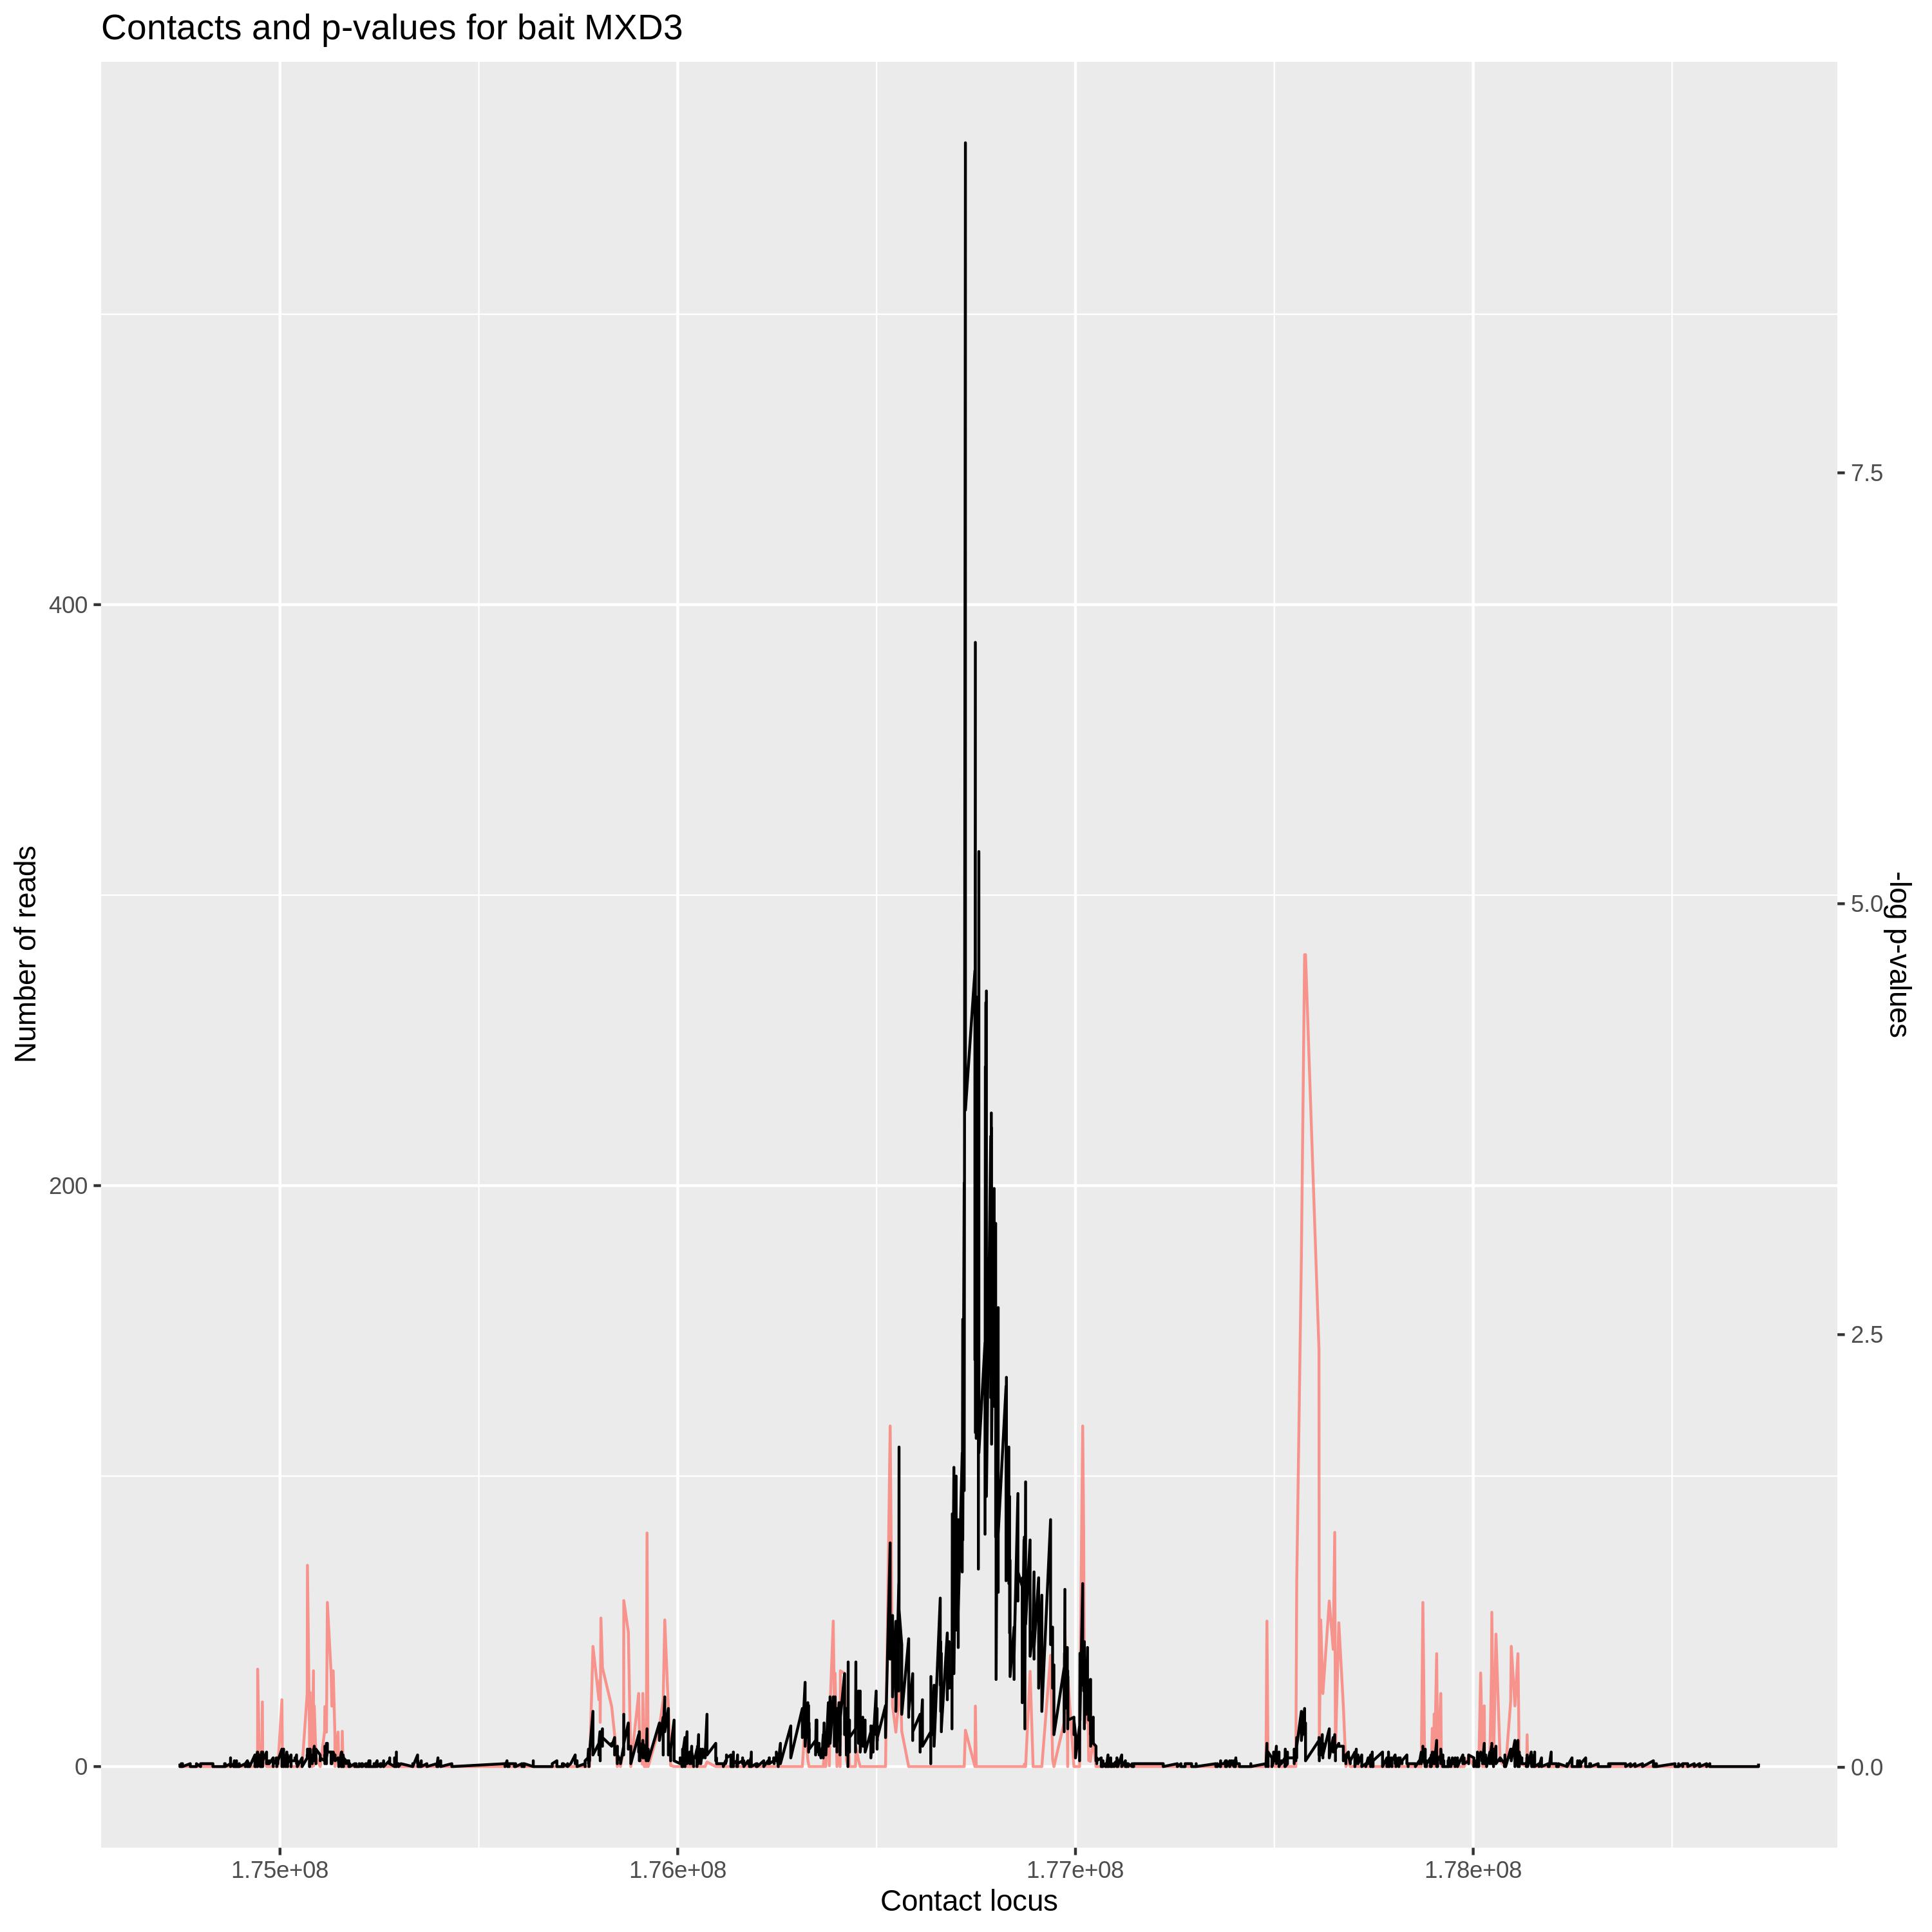 Contacts and p-values for bait MXD3
Number of reads
400
200
0
7.5
5.0
2.5
0.0
-log p-values
1.75e+08
1.76e+08
1.77e+08
1.78e+08
Contact locus